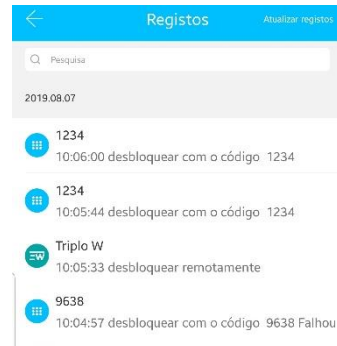 Registos
Atualizar registos
Pesquisa
2019.08.07
1234
10:06:00 desbloquear com o código 1234
1234
10:05:44 desbloquear com o código 1234
Triplo W
10:05:33 desbloquear remotamente
9638
10:04:57 desbloquear com o código 9638 Falhou